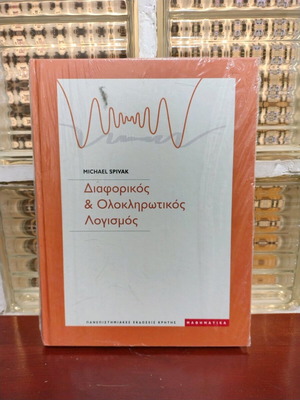 MICHAEL SPIVAK
Διαφορικός
& Ολοκληρωτικός
Λογισμός
ΠΑΝΕΠΙΣΤΗΜΙΑΚΕΣ ΕΚΔΟΣΕΙΣ ΚΡΗΤΗΣ ΜΑΘΗΜΑΤΙΚΑ